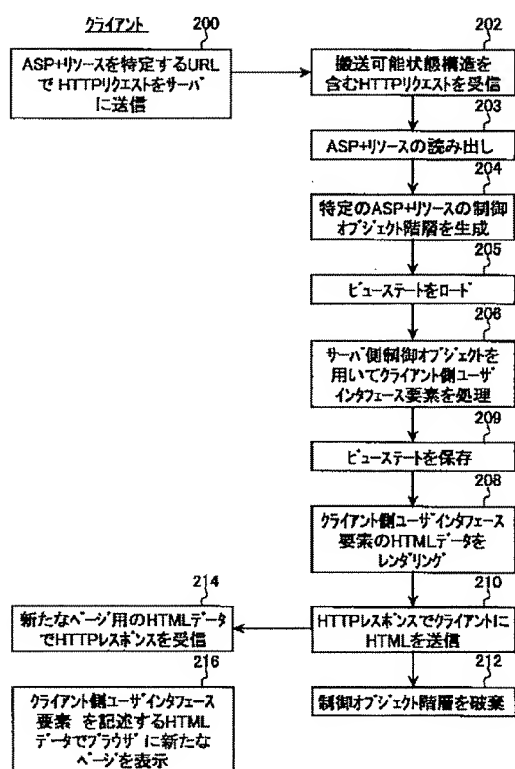 クライアント
200
ASP+リソースを特定するURL
で HTTPリクエストをサーバ
に送信
202
搬送可能状態構造を
含むHTTPリクエストを受信
203
ASP+リソースの読み出し
204
特定のASP+リソースの制御
オブジェクト階層を生成
205
ビューステートをロード
206
サーバ側制御オブジェクトを
用いてクライアント側ユーザ
インタフェース要素を処理
209
ビューステートを保存
208
クライアント側ユーザインタフェース
要素のHTMLデータを
レンダリング
210
HTTPレスポンスでクライアントに
HTMLを送信
212
制御オブジェクト階層を破棄
214
新たなページ用のHTMLデータ
でHTTPレスポンスを受信
216
クライアント側ユーザインタフェース
要素 を記述するHTML
データでブラウザに新たな
ページを表示